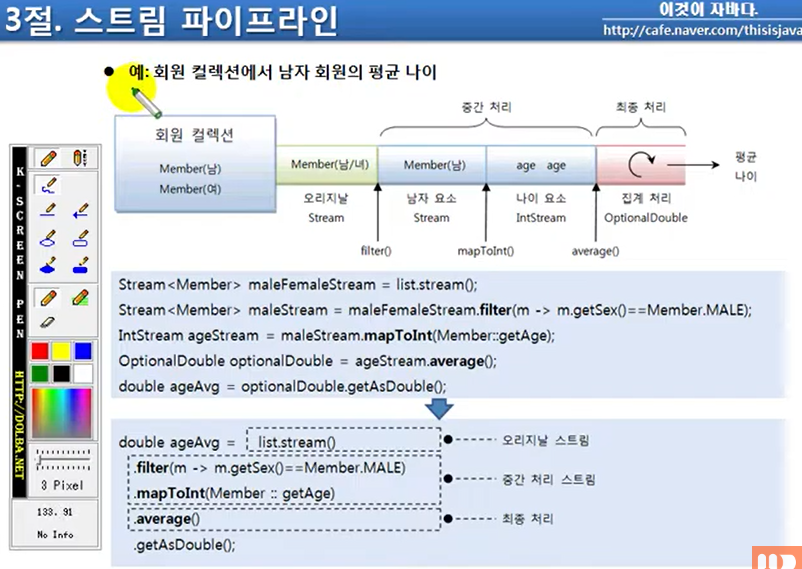 3절. 스트림 파이프라인
이것이 자바다.
http://cafe.naver.com/thisisjava
● 예: 회원 컬렉션에서 남자 회원의 평균 나이
중간 처리
최종 처리
회원 컬렉션
Member(남)
Member(여)
Member(남/녀)
Member(남)
age age
평균
나이
오리지날
Stream
남자 요소
Stream
나이 요소
IntStream
집계 처리
OptionalDouble
filter()
mapToInt()
average()
Stream<Member> maleFemaleStream = list.stream();
Stream<Member> maleStream = maleFemaleStream.filter(m -> m.getSex()==Member.MALE);
IntStream ageStream = maleStream.mapToInt(Member::getAge);
OptionalDouble optionalDouble = ageStream.average();
double ageAvg = optionalDouble.getAsDouble();
double ageAvg = list.stream()
오리지날 스트림
.filter(m -> m.getSex()==Member.MALE)
.mapToInt(Member :: getAge)
중간 처리 스트림
.average()
최종 처리
.getAsDouble();
K-SCREEN PEN
HTTP://DOLBA.NET
3 Pixel
133. 91
No Info